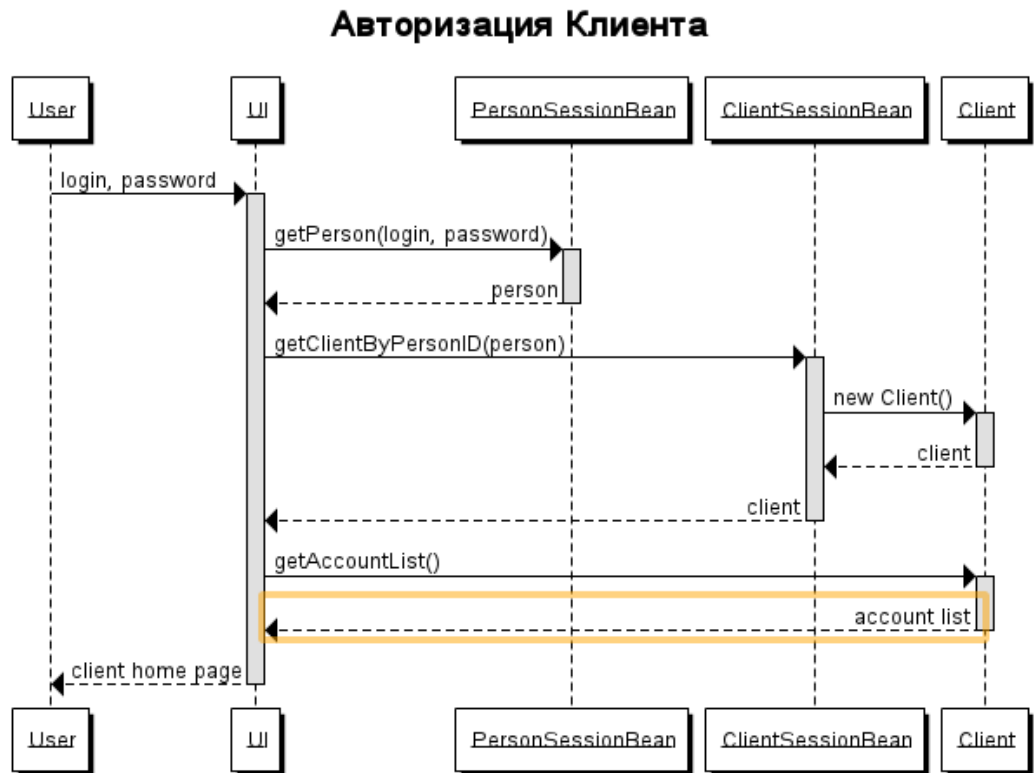 Авторизация Клиента
User
UI
PersonSessionBean
ClientSessionBean
Client
login, password
getPerson(login, password)
person
getClientByPersonID(person)
new Client()
client
client
getAccountList()
account list
client home page
User
UI
PersonSessionBean
ClientSessionBean
Client